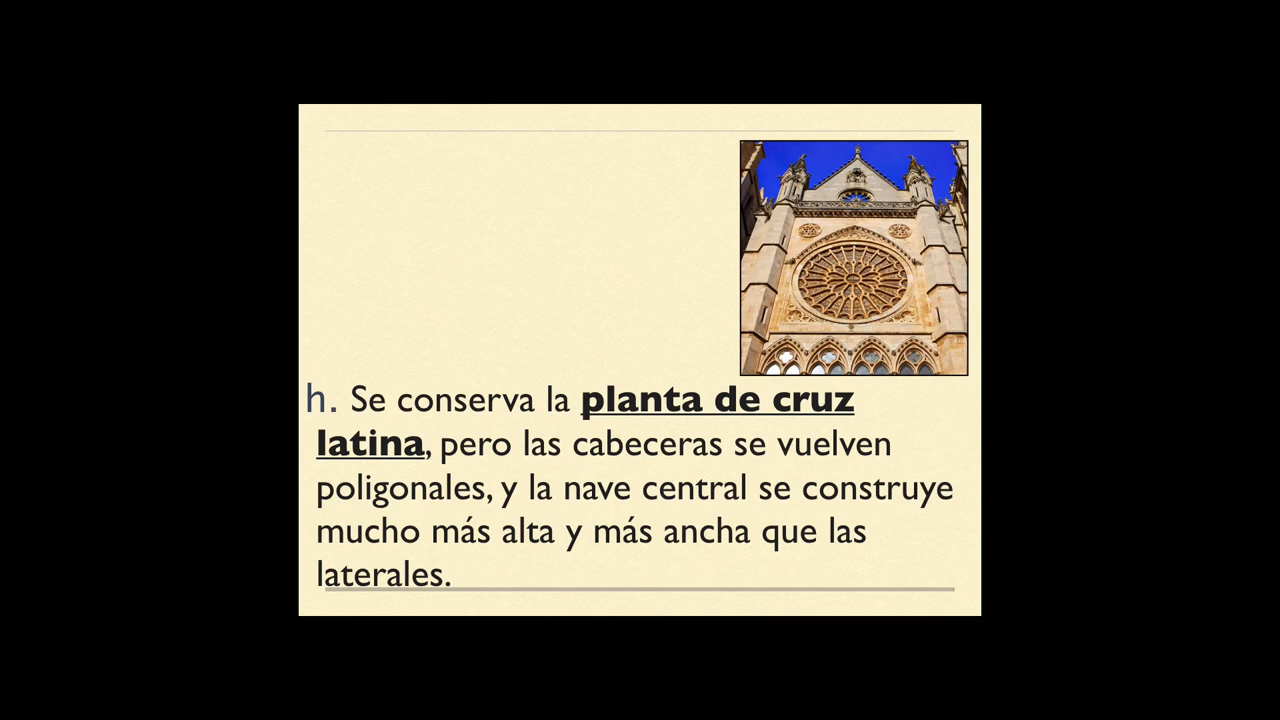 h. Se conserva la planta de cruz
latina, pero las cabeceras se vuelven
poligonales, y la nave central se construye
mucho más alta y más ancha que las
laterales.